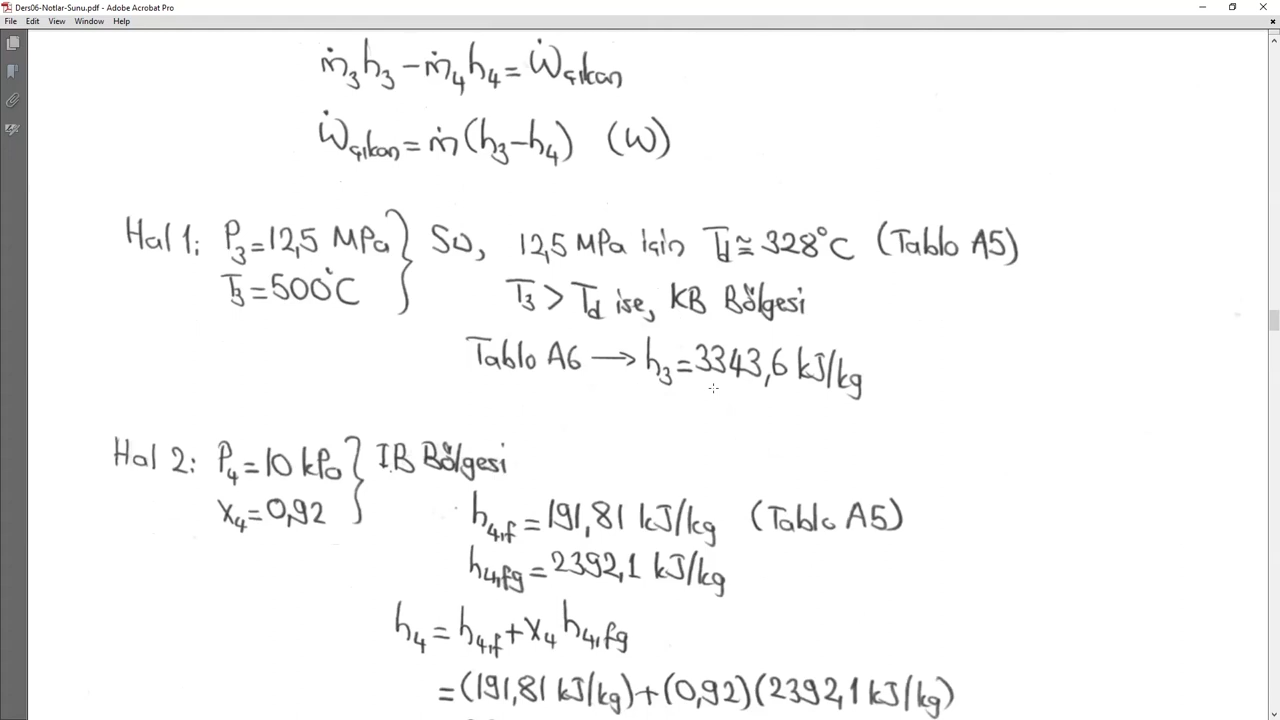 Ders06-Notlar-Sunu.pdf - Adobe Acrobat Pro
File Edit View Window Help
ṁ₃h₃ − ṁ₄h₄ = Ẇçıkan
Ẇçıkan = ṁ(h₃−h₄) (W)
Hal 1: P₃=12,5 MPa } Su, 12,5 MPa için Td ≅ 328°C (Tablo A5)
T₃=500°C T₃ > Td ise, KB Bölgesi
Tablo A6 → h₃=3343,6 kJ/kg
Hal 2: P₄=10 kPa } IB Bölgesi
x₄=0,92 h₄,f = 191,81 kJ/kg (Tablo A5)
h₄,fg = 2392,1 kJ/kg
h₄ = h₄,f + x₄ h₄,fg
= (191,81 kJ/kg)+(0,92)(2392,1 kJ/kg)